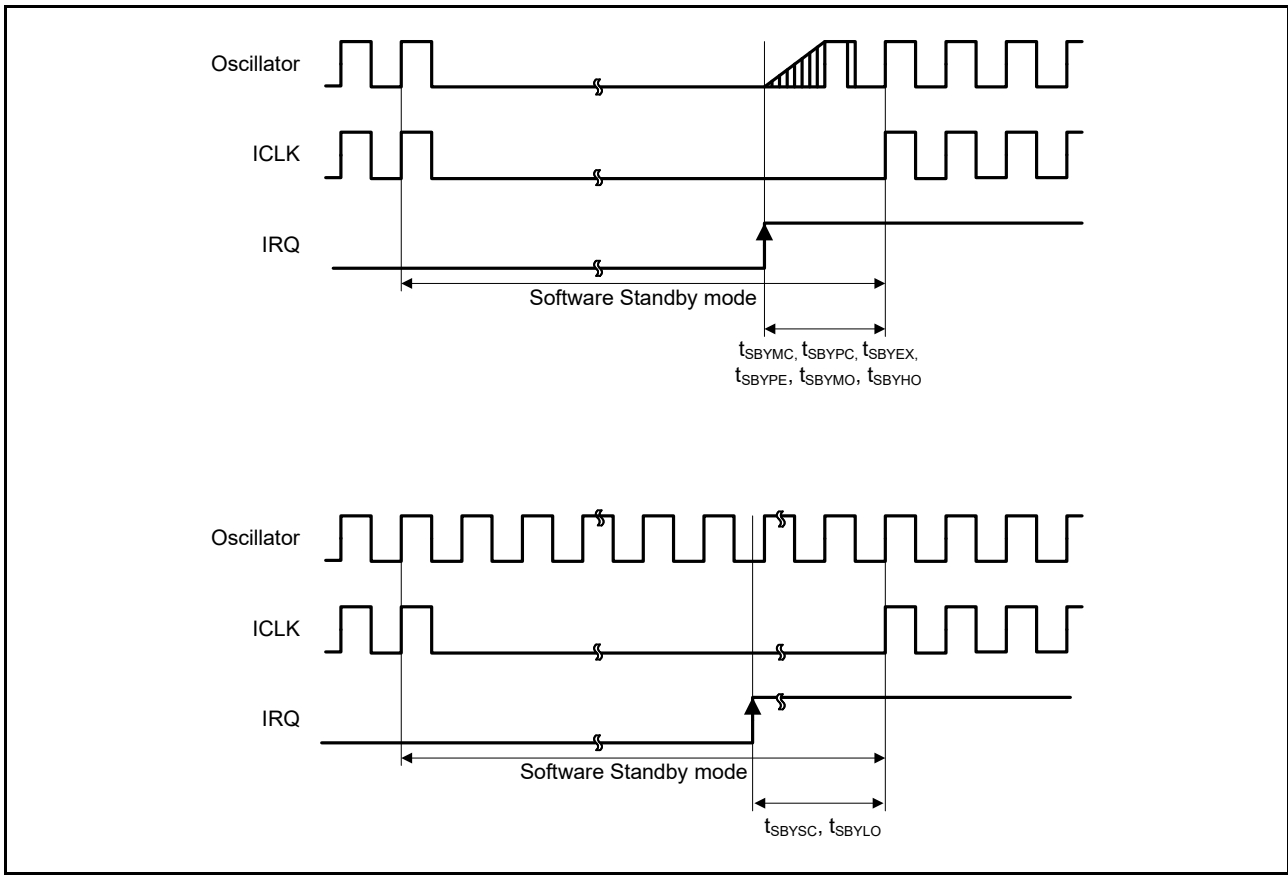 Oscillator
ICLK
IRQ
Software Standby mode
tSBYMC, tSBYPC, tSBYEX,
tSBYPE, tSBYMO, tSBYHO
Oscillator
ICLK
IRQ
Software Standby mode
tSBYSC, tSBYLO